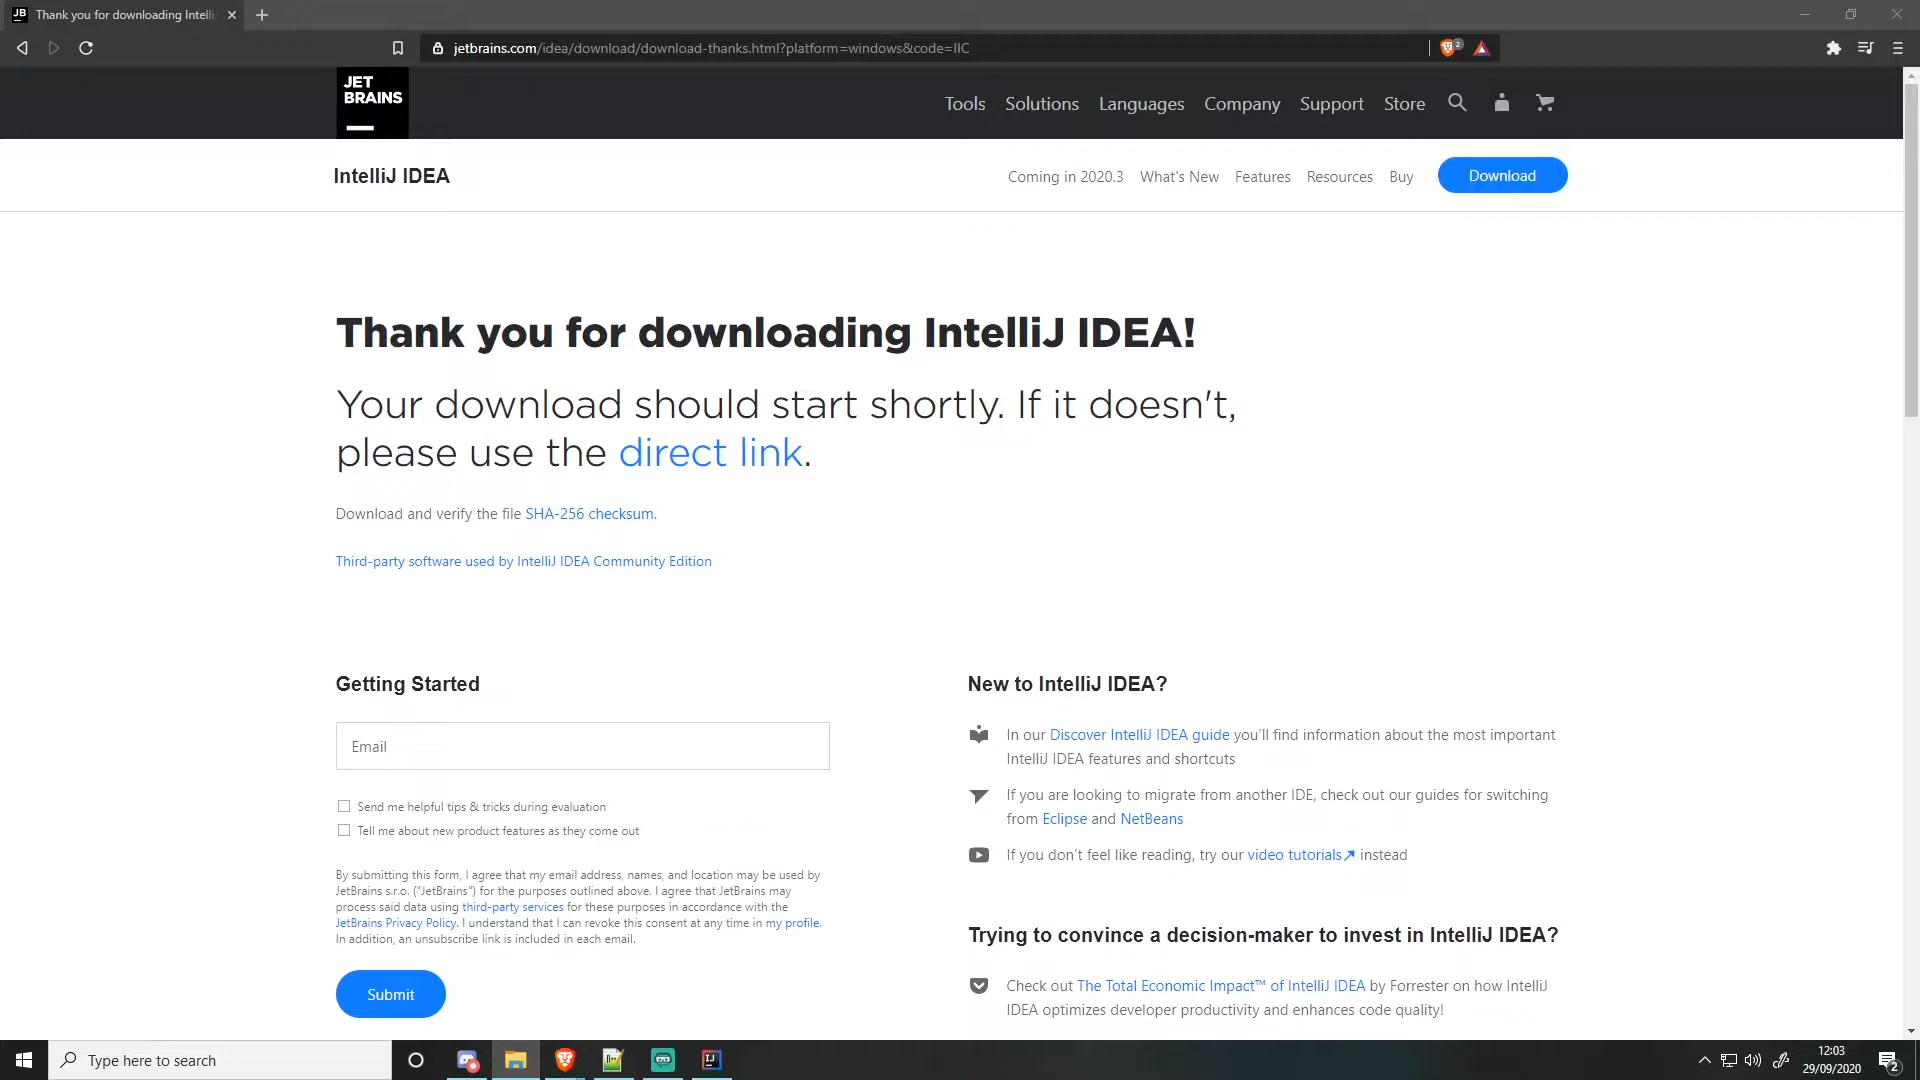 JB Thank you for downloading Intelli
jetbrains.com/idea/download/download-thanks.html?platform=windows&code=IIC
2
JET
BRAINS
Tools Solutions Languages Company Support Store
IntelliJ IDEA
Coming in 2020.3 What's New Features Resources Buy Download
Thank you for downloading IntelliJ IDEA!
Your download should start shortly. If it doesn't,
please use the direct link.
Download and verify the file SHA-256 checksum.
Third-party software used by IntelliJ IDEA Community Edition
Getting Started
Email
Send me helpful tips & tricks during evaluation
Tell me about new product features as they come out
By submitting this form, I agree that my email address, names, and location may be used by
JetBrains s.r.o. ("JetBrains") for the purposes outlined above. I agree that JetBrains may
process said data using third-party services for these purposes in accordance with the
JetBrains Privacy Policy. I understand that I can revoke this consent at any time in my profile.
In addition, an unsubscribe link is included in each email.
Submit
New to IntelliJ IDEA?
In our Discover IntelliJ IDEA guide you’ll find information about the most important
IntelliJ IDEA features and shortcuts
If you are looking to migrate from another IDE, check out our guides for switching
from Eclipse and NetBeans
If you don’t feel like reading, try our video tutorials↗ instead
Trying to convince a decision-maker to invest in IntelliJ IDEA?
Check out The Total Economic Impact™ of IntelliJ IDEA by Forrester on how IntelliJ
IDEA optimizes developer productivity and enhances code quality!
Type here to search
IJ
12:03
29/09/2020
2